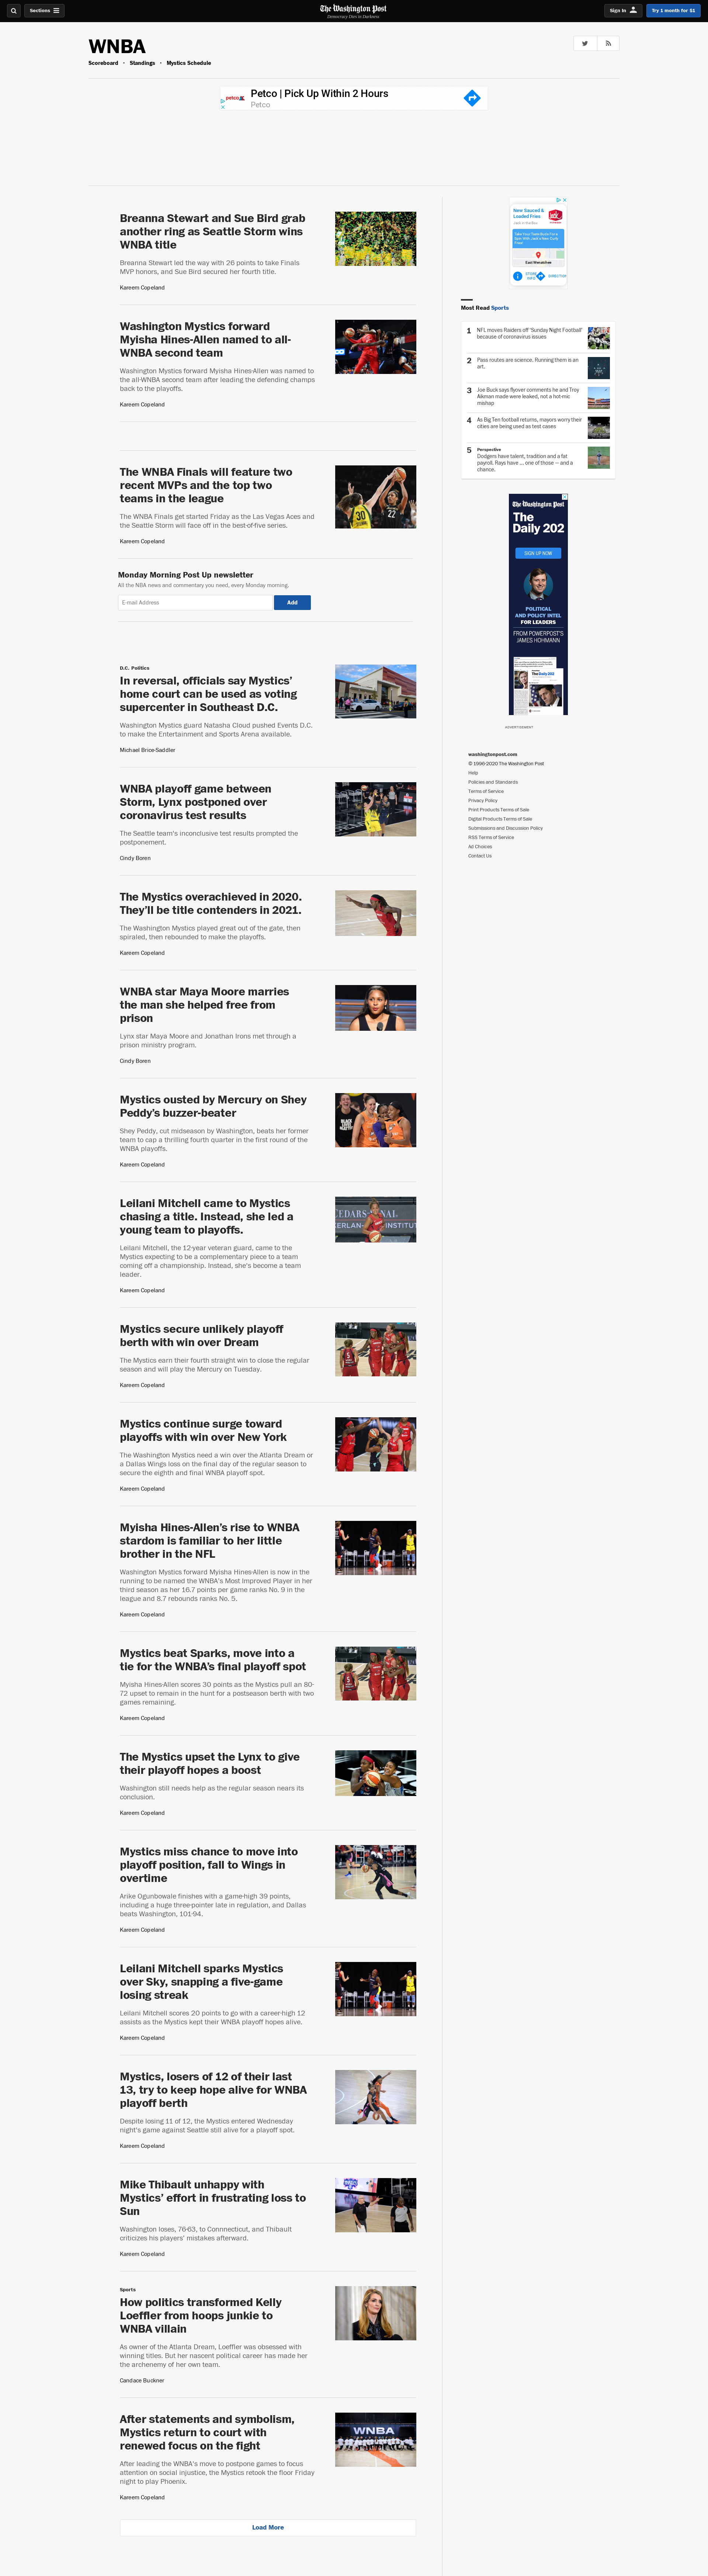 Sections
The Washington Post
Democracy Dies in Darkness
Sign In
Try 1 month for $1
WNBA
Scoreboard • Standings • Mystics Schedule
petco
Petco | Pick Up Within 2 Hours
Petco
Breanna Stewart and Sue Bird grab
another ring as Seattle Storm wins
WNBA title
Breanna Stewart led the way with 26 points to take Finals
MVP honors, and Sue Bird secured her fourth title.
Kareem Copeland
Washington Mystics forward
Myisha Hines-Allen named to all-
WNBA second team
Washington Mystics forward Myisha Hines-Allen was named to
the all-WNBA second team after leading the defending champs
back to the playoffs.
Kareem Copeland
The WNBA Finals will feature two
recent MVPs and the top two
teams in the league
The WNBA Finals get started Friday as the Las Vegas Aces and
the Seattle Storm will face off in the best-of-five series.
Kareem Copeland
30
22
Monday Morning Post Up newsletter
All the NBA news and commentary you need, every Monday morning.
E-mail Address
Add
D.C. Politics
In reversal, officials say Mystics’
home court can be used as voting
supercenter in Southeast D.C.
Washington Mystics guard Natasha Cloud pushed Events D.C.
to make the Entertainment and Sports Arena available.
Michael Brice-Saddler
WNBA playoff game between
Storm, Lynx postponed over
coronavirus test results
The Seattle team's inconclusive test results prompted the
postponement.
Cindy Boren
The Mystics overachieved in 2020.
They’ll be title contenders in 2021.
The Washington Mystics played great out of the gate, then
spiraled, then rebounded to make the playoffs.
Kareem Copeland
WNBA star Maya Moore marries
the man she helped free from
prison
Lynx star Maya Moore and Jonathan Irons met through a
prison ministry program.
Cindy Boren
Mystics ousted by Mercury on Shey
Peddy’s buzzer-beater
Shey Peddy, cut midseason by Washington, beats her former
team to cap a thrilling fourth quarter in the first round of the
WNBA playoffs.
Kareem Copeland
Leilani Mitchell came to Mystics
chasing a title. Instead, she led a
young team to playoffs.
Leilani Mitchell, the 12-year veteran guard, came to the
Mystics expecting to be a complementary piece to a team
coming off a championship. Instead, she's become a team
leader.
Kareem Copeland
CEDARS-SINAI
KERLAN INSTITUT
Mystics secure unlikely playoff
berth with win over Dream
The Mystics earn their fourth straight win to close the regular
season and will play the Mercury on Tuesday.
Kareem Copeland
Mystics continue surge toward
playoffs with win over New York
The Washington Mystics need a win over the Atlanta Dream or
a Dallas Wings loss on the final day of the regular season to
secure the eighth and final WNBA playoff spot.
Kareem Copeland
Myisha Hines-Allen’s rise to WNBA
stardom is familiar to her little
brother in the NFL
Washington Mystics forward Myisha Hines-Allen is now in the
running to be named the WNBA's Most Improved Player in her
third season as her 16.7 points per game ranks No. 9 in the
league and 8.7 rebounds ranks No. 5.
Kareem Copeland
Mystics beat Sparks, move into a
tie for the WNBA’s final playoff spot
Myisha Hines-Allen scores 30 points as the Mystics pull an 80-
72 upset to remain in the hunt for a postseason berth with two
games remaining.
Kareem Copeland
The Mystics upset the Lynx to give
their playoff hopes a boost
Washington still needs help as the regular season nears its
conclusion.
Kareem Copeland
Mystics miss chance to move into
playoff position, fall to Wings in
overtime
Arike Ogunbowale finishes with a game-high 39 points,
including a huge three-pointer late in regulation, and Dallas
beats Washington, 101-94.
Kareem Copeland
Leilani Mitchell sparks Mystics
over Sky, snapping a five-game
losing streak
Leilani Mitchell scores 20 points to go with a career-high 12
assists as the Mystics kept their WNBA playoff hopes alive.
Kareem Copeland
Mystics, losers of 12 of their last
13, try to keep hope alive for WNBA
playoff berth
Despite losing 11 of 12, the Mystics entered Wednesday
night's game against Seattle still alive for a playoff spot.
Kareem Copeland
Mike Thibault unhappy with
Mystics’ effort in frustrating loss to
Sun
Washington loses, 76-63, to Connnecticut, and Thibault
criticizes his players' mistakes afterward.
Kareem Copeland
Sports
How politics transformed Kelly
Loeffler from hoops junkie to
WNBA villain
As owner of the Atlanta Dream, Loeffler was obsessed with
winning titles. But her nascent political career has made her
the archenemy of her own team.
Candace Buckner
After statements and symbolism,
Mystics return to court with
renewed focus on the fight
After leading the WNBA's move to postpone games to focus
attention on social injustice, the Mystics retook the floor Friday
night to play Phoenix.
Kareem Copeland
WNBA
Load More
New Sauced &
Loaded Fries
Jack in the Box
Take Your Taste Buds For a
Spin With Jack's New Curly
Fries!
East Wenatchee
STORE
INFO
DIRECTIONS
Most Read Sports
1 NFL moves Raiders off ‘Sunday Night Football’
because of coronavirus issues
2 Pass routes are science. Running them is an
art.
3 Joe Buck says flyover comments he and Troy
Aikman made were leaked, not a hot-mic
mishap
4 As Big Ten football returns, mayors worry their
cities are being used as test cases
5 Perspective
Dodgers have talent, tradition and a fat
payroll. Rays have ... one of those — and a
chance.
The Washington Post
The
Daily 202
SIGN UP NOW
POLITICAL
AND POLICY INTEL
FOR LEADERS
FROM POWERPOST'S
JAMES HOHMANN
The Daily 202
ADVERTISEMENT
washingtonpost.com
© 1996-2020 The Washington Post
Help
Policies and Standards
Terms of Service
Privacy Policy
Print Products Terms of Sale
Digital Products Terms of Sale
Submissions and Discussion Policy
RSS Terms of Service
Ad Choices
Contact Us